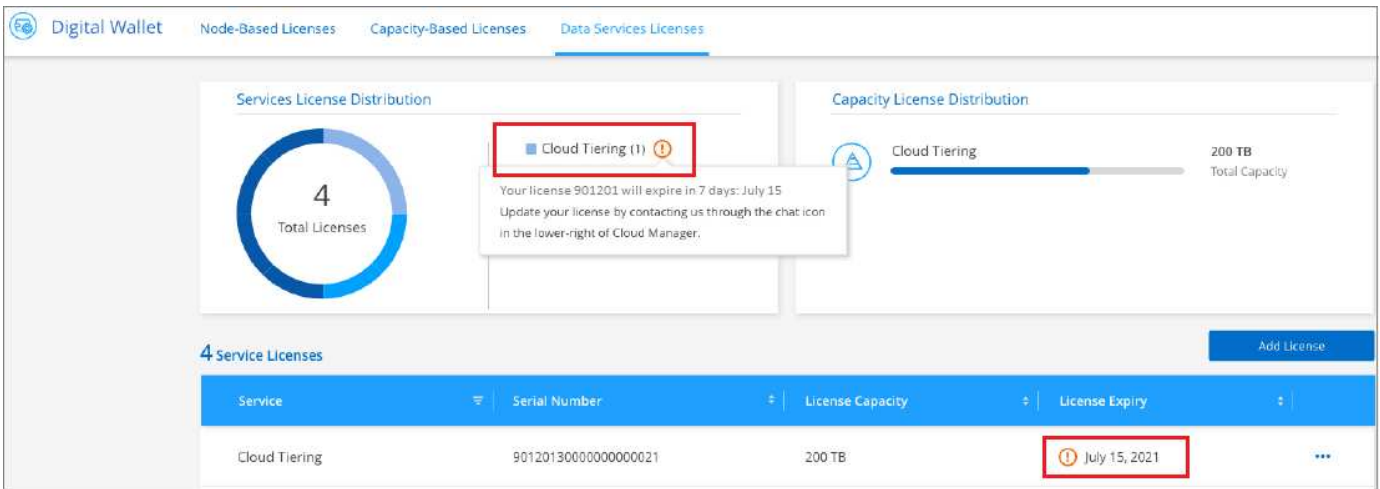 Digital Wallet
Node-Based Licenses
Capacity-Based Licenses
Data Services Licenses
Services License Distribution
4
Total Licenses
Cloud Tiering (1)
Your license 901201 will expire in 7 days: July 15
Update your license by contacting us through the chat icon
in the lower-right of Cloud Manager.
Capacity License Distribution
Cloud Tiering
200 TB
Total Capacity
4 Service Licenses
Add License
Service
Serial Number
License Capacity
License Expiry
Cloud Tiering
90120130000000000021
200 TB
July 15, 2021